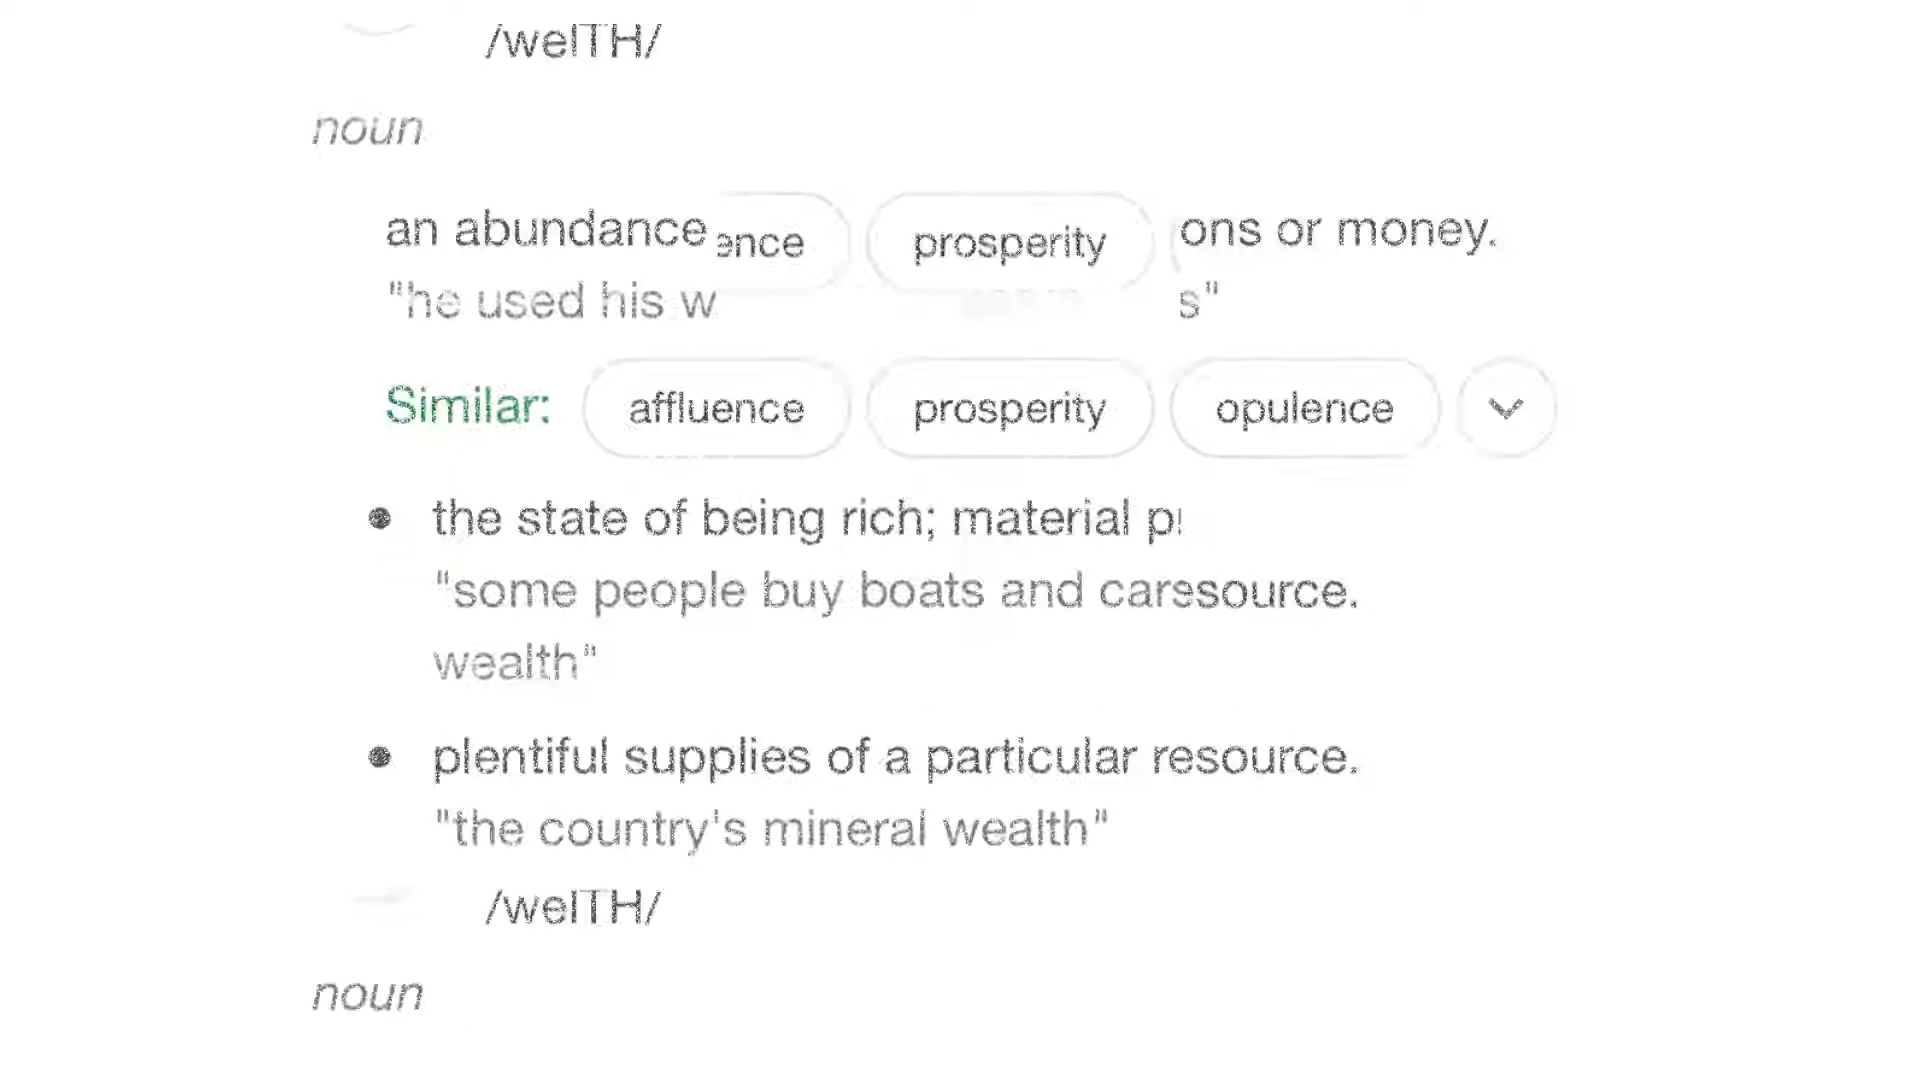 /welTH/
noun
an abundance ence prosperity ons or money.
"he used his w s"
Similar: affluence prosperity opulence
the state of being rich; material p
"some people buy boats and carssource.
wealth"
plentiful supplies of a particular resource.
"the country's mineral wealth"
/welTH/
noun